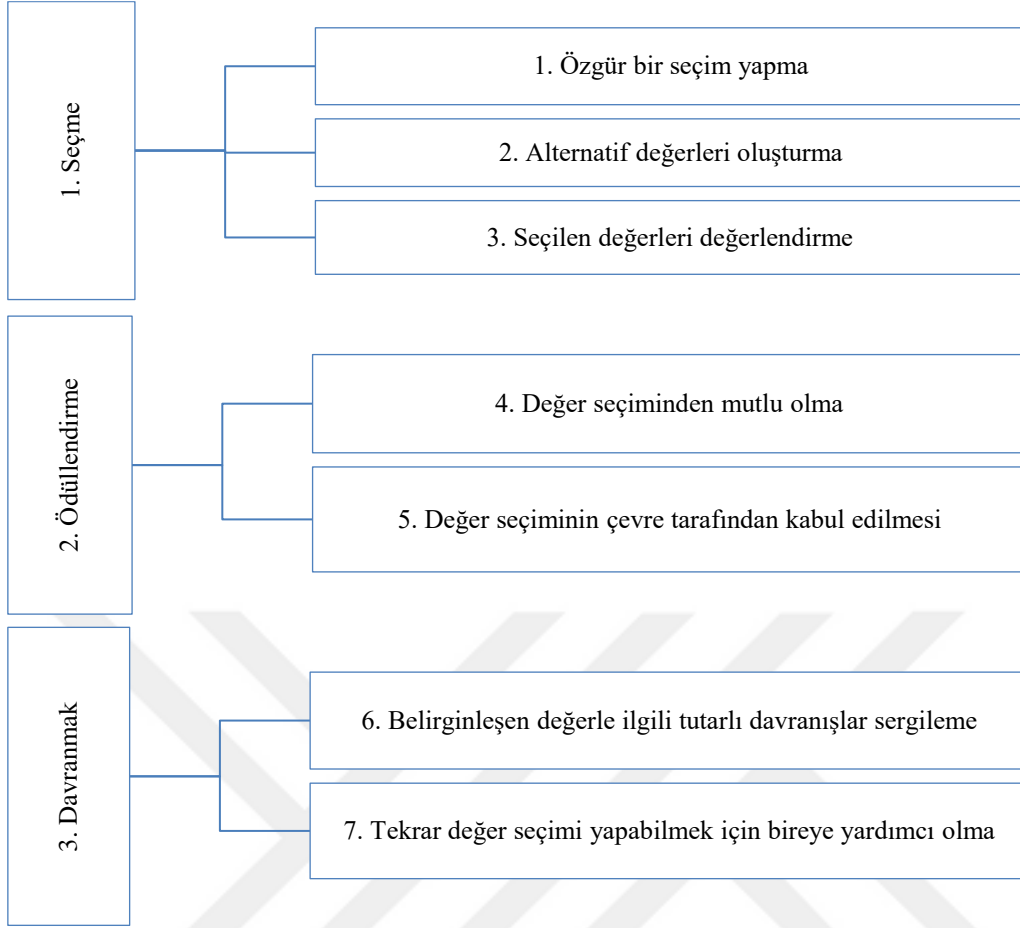 1. Seçme
1. Özgür bir seçim yapma
2. Alternatif değerleri oluşturma
3. Seçilen değerleri değerlendirme
2. Ödüllendirme
4. Değer seçiminden mutlu olma
5. Değer seçiminin çevre tarafından kabul edilmesi
3. Davranmak
6. Belirginleşen değerle ilgili tutarlı davranışlar sergileme
7. Tekrar değer seçimi yapabilmek için bireye yardımcı olma